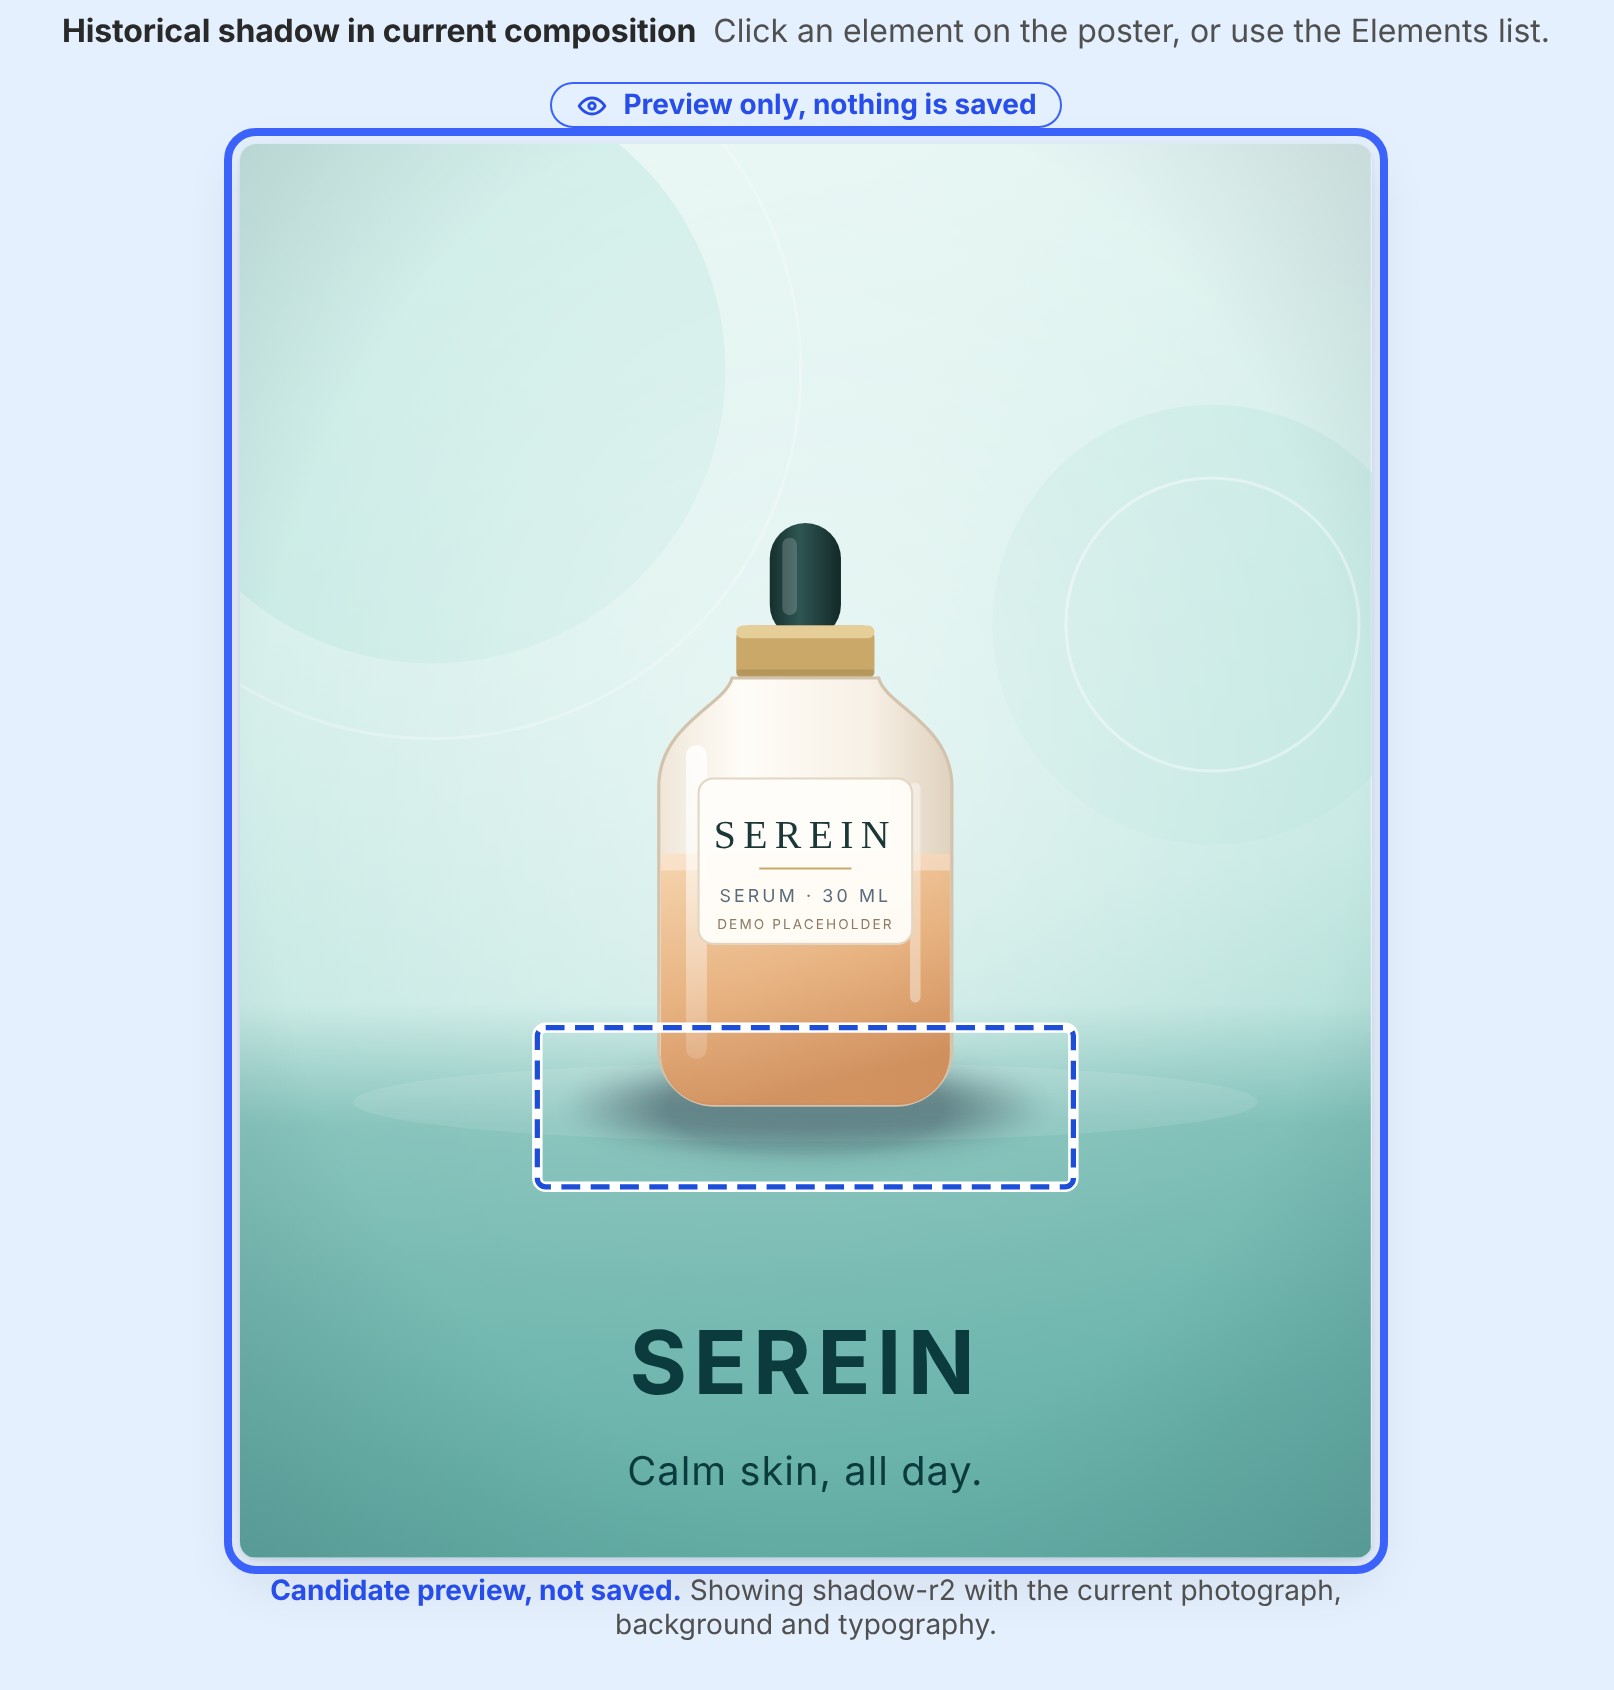 Historical shadow in current composition Click an element on the poster, or use the Elements list.
Preview only, nothing is saved
SEREIN
SERUM · 30 ML
DEMO PLACEHOLDER
SEREIN
Calm skin, all day.
Candidate preview, not saved. Showing shadow-r2 with the current photograph,
background and typography.